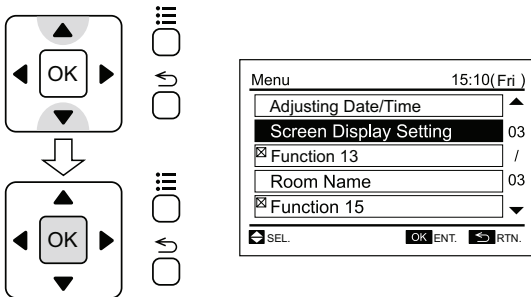 OK
OK
Menu 15:10(Fri)
Adjusting Date/Time
Screen Display Setting 03
Function 13 /
Room Name 03
Function 15
SEL. OK ENT. RTN.